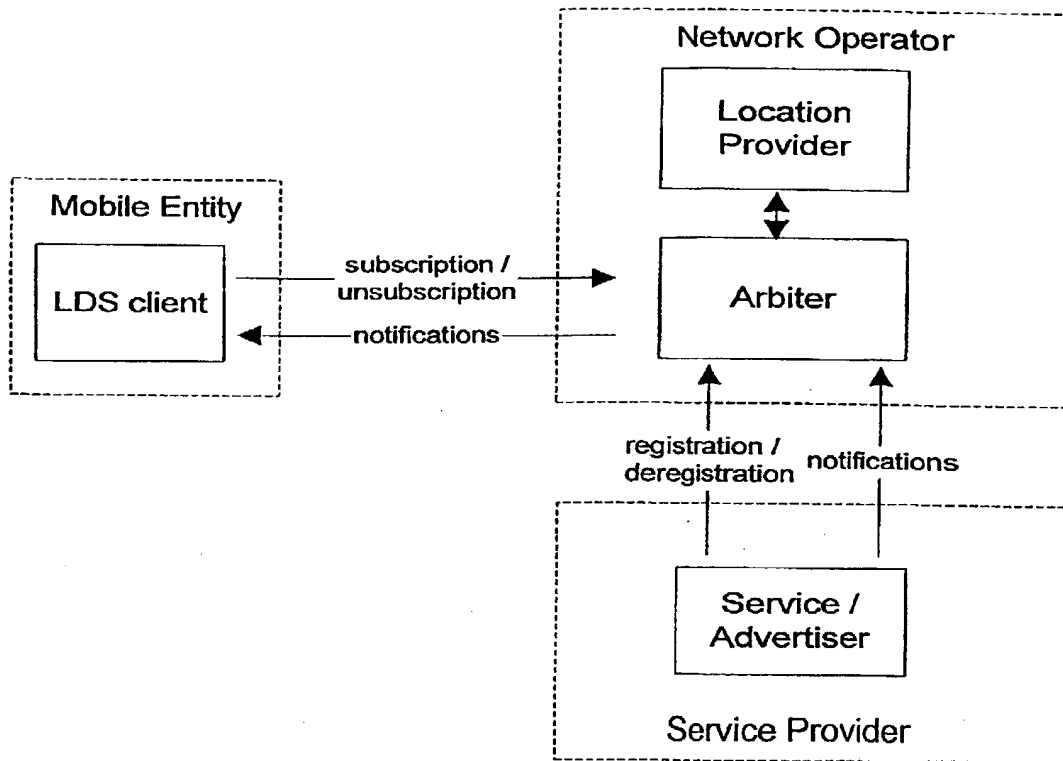 Network Operator
Location
Provider
Mobile Entity
LDS client
subscription /
unsubscription
notifications
Arbiter
registration /
deregistration
notifications
Service /
Advertiser
Service Provider